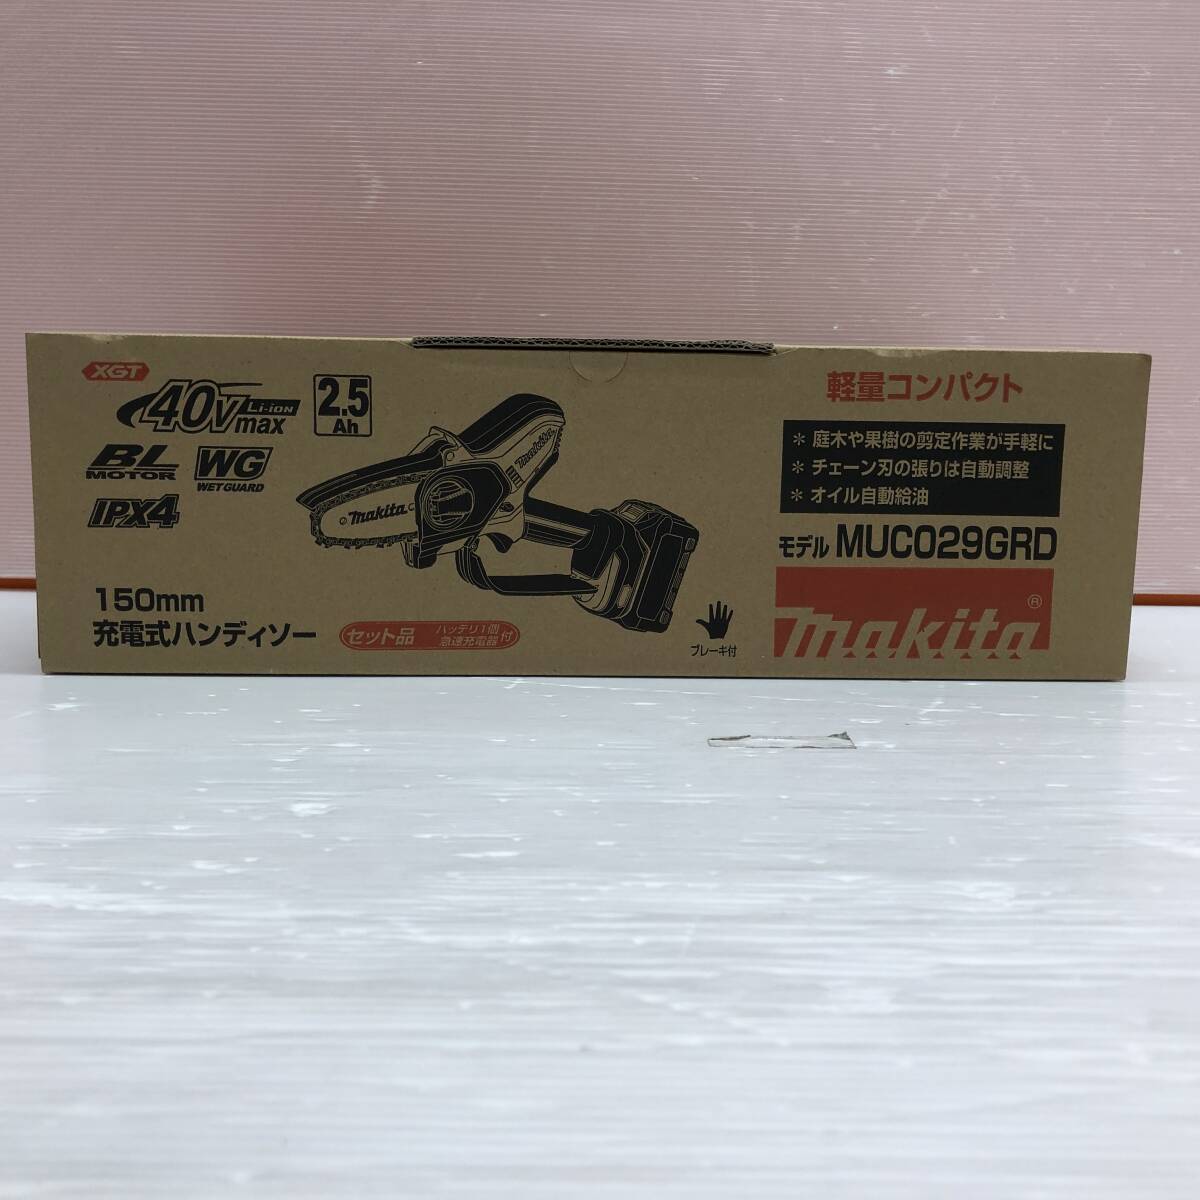 XGT
40Vmax Li-ion
2.5
Ah
BL
MOTOR
WG
WET GUARD
IPX4
150mm
充電式ハンディソー
セット品
バッテリ1個
急速充電器
付
makita
makita
ブレーキ付
軽量コンパクト
* 庭木や果樹の剪定作業が手軽に
* チェーン刃の張りは自動調整
* オイル自動給油
モデル MUC029GRD
makita®